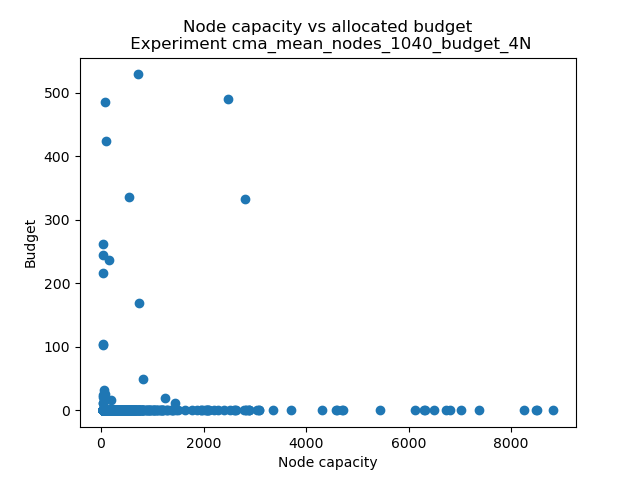 Node capacity vs allocated budget
Experiment cma_mean_nodes_1040_budget_4N
500
400
300
200
100
0
Budget
0 2000 4000 6000 8000
Node capacity